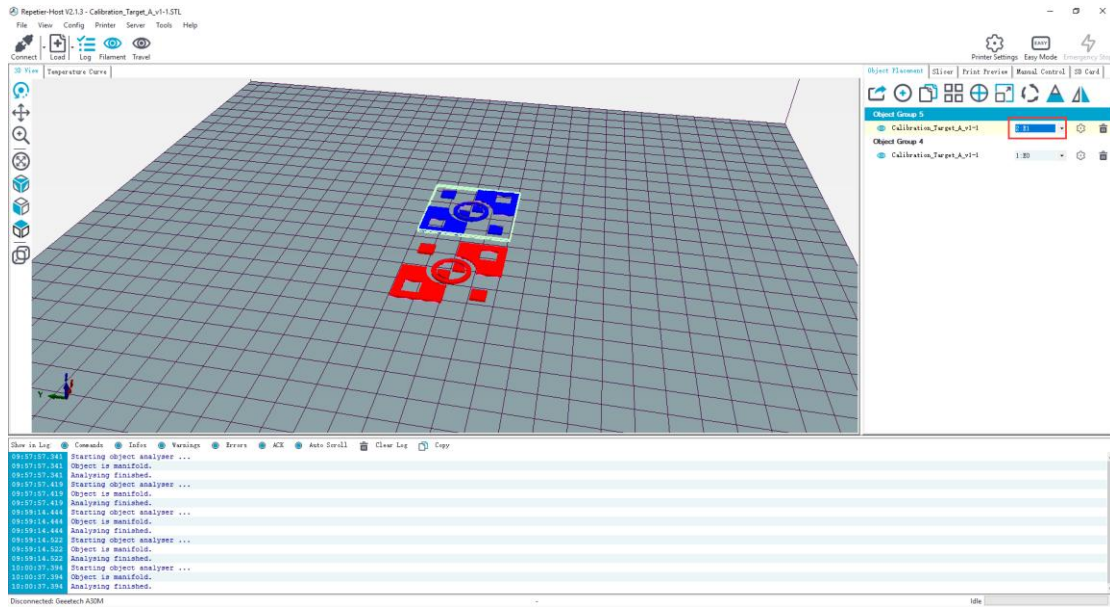 Repetier-Host V2.1.3 - Calibration_Target_A_v1-1.STL
File View Config Printer Server Tools Help
Connect Load Log Filament Travel Printer Settings Easy Mode Emergency Stop
EASY
3D View Temperature Curve Object Placement Slicer Print Preview Manual Control SD Card
Object Group 5
Calibration_Target_A_v1-1 2:E1
Object Group 4
Calibration_Target_A_v1-1 1:E0
Y
Show in Log: Commands Infos Warnings Errors ACK Auto Scroll Clear Log Copy
09:57:57.341 Starting object analyser ...
09:57:57.341 Object is manifold.
09:57:57.341 Analysing finished.
09:57:57.419 Starting object analyser ...
09:57:57.419 Object is manifold.
09:57:57.419 Analysing finished.
09:59:14.444 Starting object analyser ...
09:59:14.444 Object is manifold.
09:59:14.444 Analysing finished.
09:59:14.522 Starting object analyser ...
09:59:14.522 Object is manifold.
09:59:14.522 Analysing finished.
10:00:37.394 Starting object analyser ...
10:00:37.394 Object is manifold.
10:00:37.394 Analysing finished.
Disconnected: Geeetech A30M - Idle